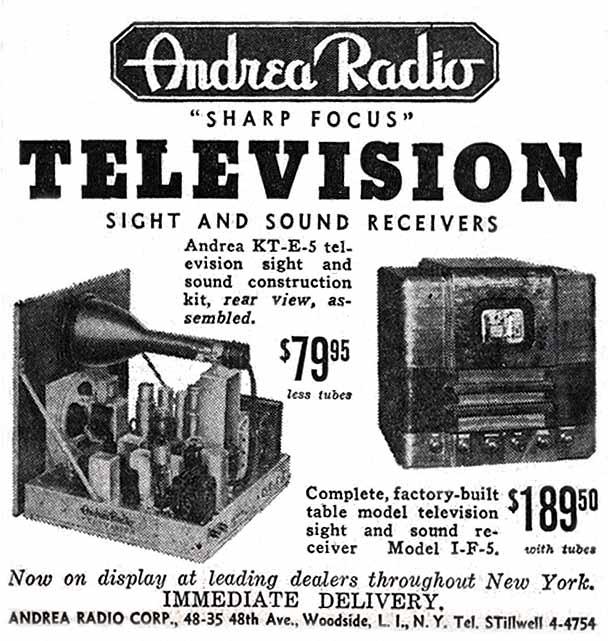 Andrea Radio
"SHARP FOCUS"
TELEVISION
SIGHT AND SOUND RECEIVERS
Andrea KT-E-5 tel-
evision sight and
sound construction
kit, rear view, as-
sembled.
$79.95
less tubes
Andrea Radio
Complete, factory-built
table model television
sight and sound re-
ceiver Model 1-F-5.
$189.50
with tubes
Now on display at leading dealers throughout New York.
IMMEDIATE DELIVERY.
ANDREA RADIO CORP., 48-35 48th Ave., Woodside, L. I., N. Y. Tel. STillwell 4-4754